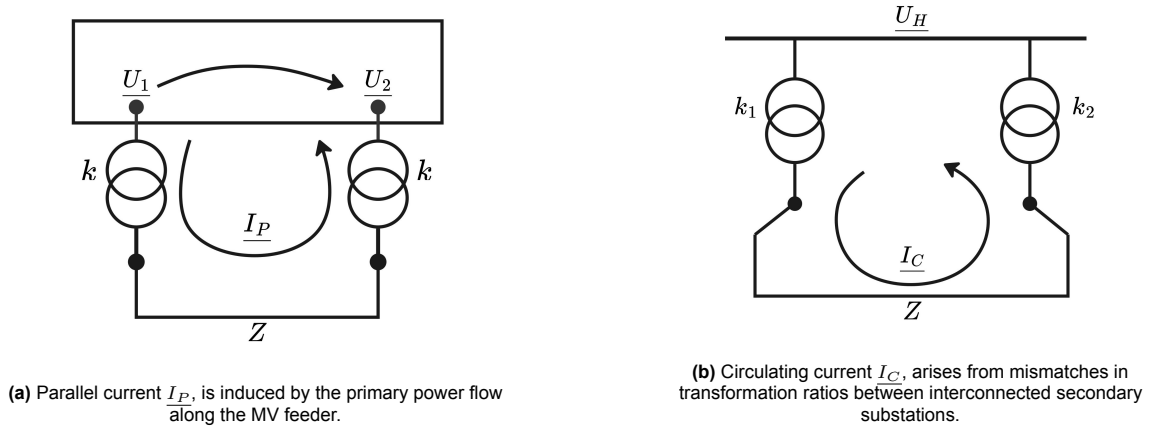 U_1
U_2
k
k
I_P
Z
(a) Parallel current I_P, is induced by the primary power flow
along the MV feeder.
U_H
k_1
k_2
I_C
Z
(b) Circulating current I_C, arises from mismatches in
transformation ratios between interconnected secondary
substations.